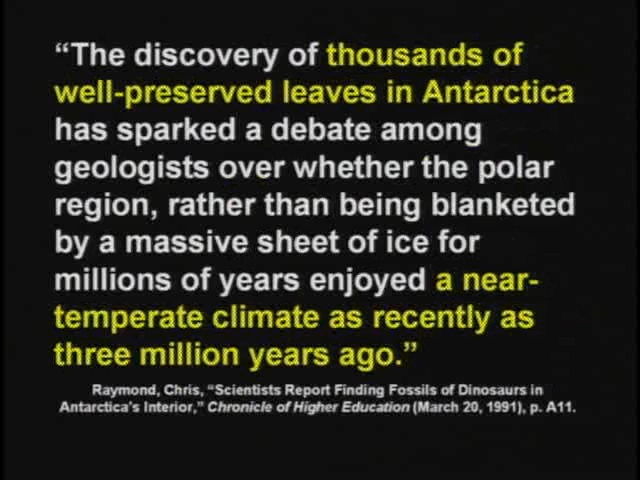 “The discovery of thousands of
well-preserved leaves in Antarctica
has sparked a debate among
geologists over whether the polar
region, rather than being blanketed
by a massive sheet of ice for
millions of years enjoyed a near-
temperate climate as recently as
three million years ago.”
Raymond, Chris, “Scientists Report Finding Fossils of Dinosaurs in
Antarctica's Interior,” Chronicle of Higher Education (March 20, 1991), p. A11.